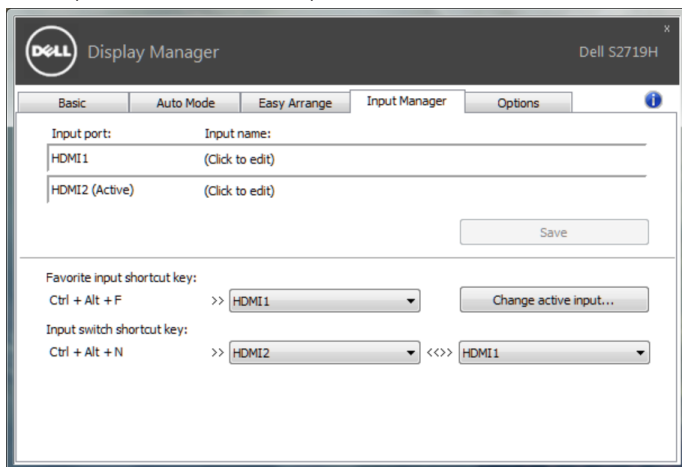 x
DELL Display Manager Dell S2719H
Basic Auto Mode Easy Arrange Input Manager Options i
Input port: Input name:
HDMI1 (Click to edit)
HDMI2 (Active) (Click to edit)
Save
Favorite input shortcut key:
Ctrl + Alt + F >> HDMI1 Change active input...
Input switch shortcut key:
Ctrl + Alt + N >> HDMI2 <<>> HDMI1